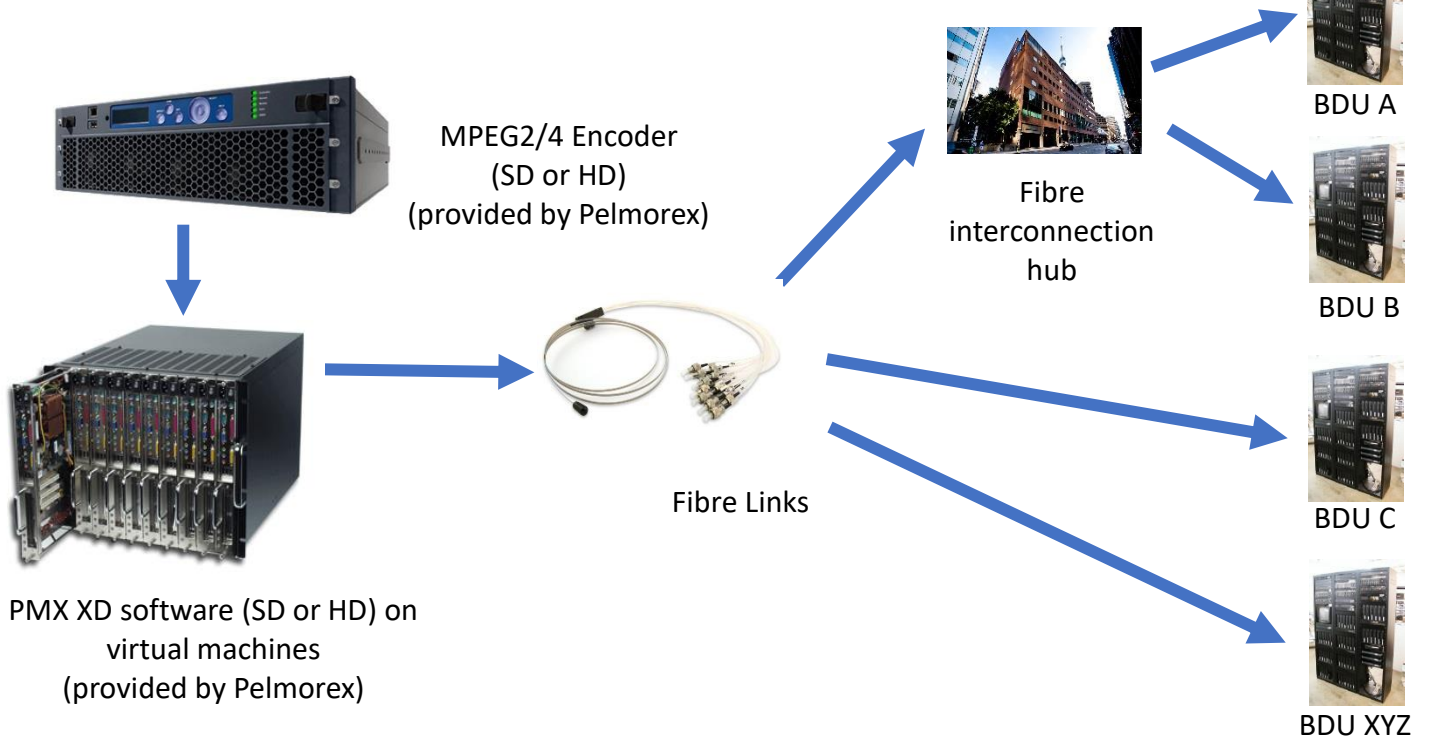 MPEG2/4 Encoder
(SD or HD)
(provided by Pelmorex)
PMX XD software (SD or HD) on
virtual machines
(provided by Pelmorex)
Fibre Links
Fibre
interconnection
hub
BDU A
BDU B
BDU C
BDU XYZ